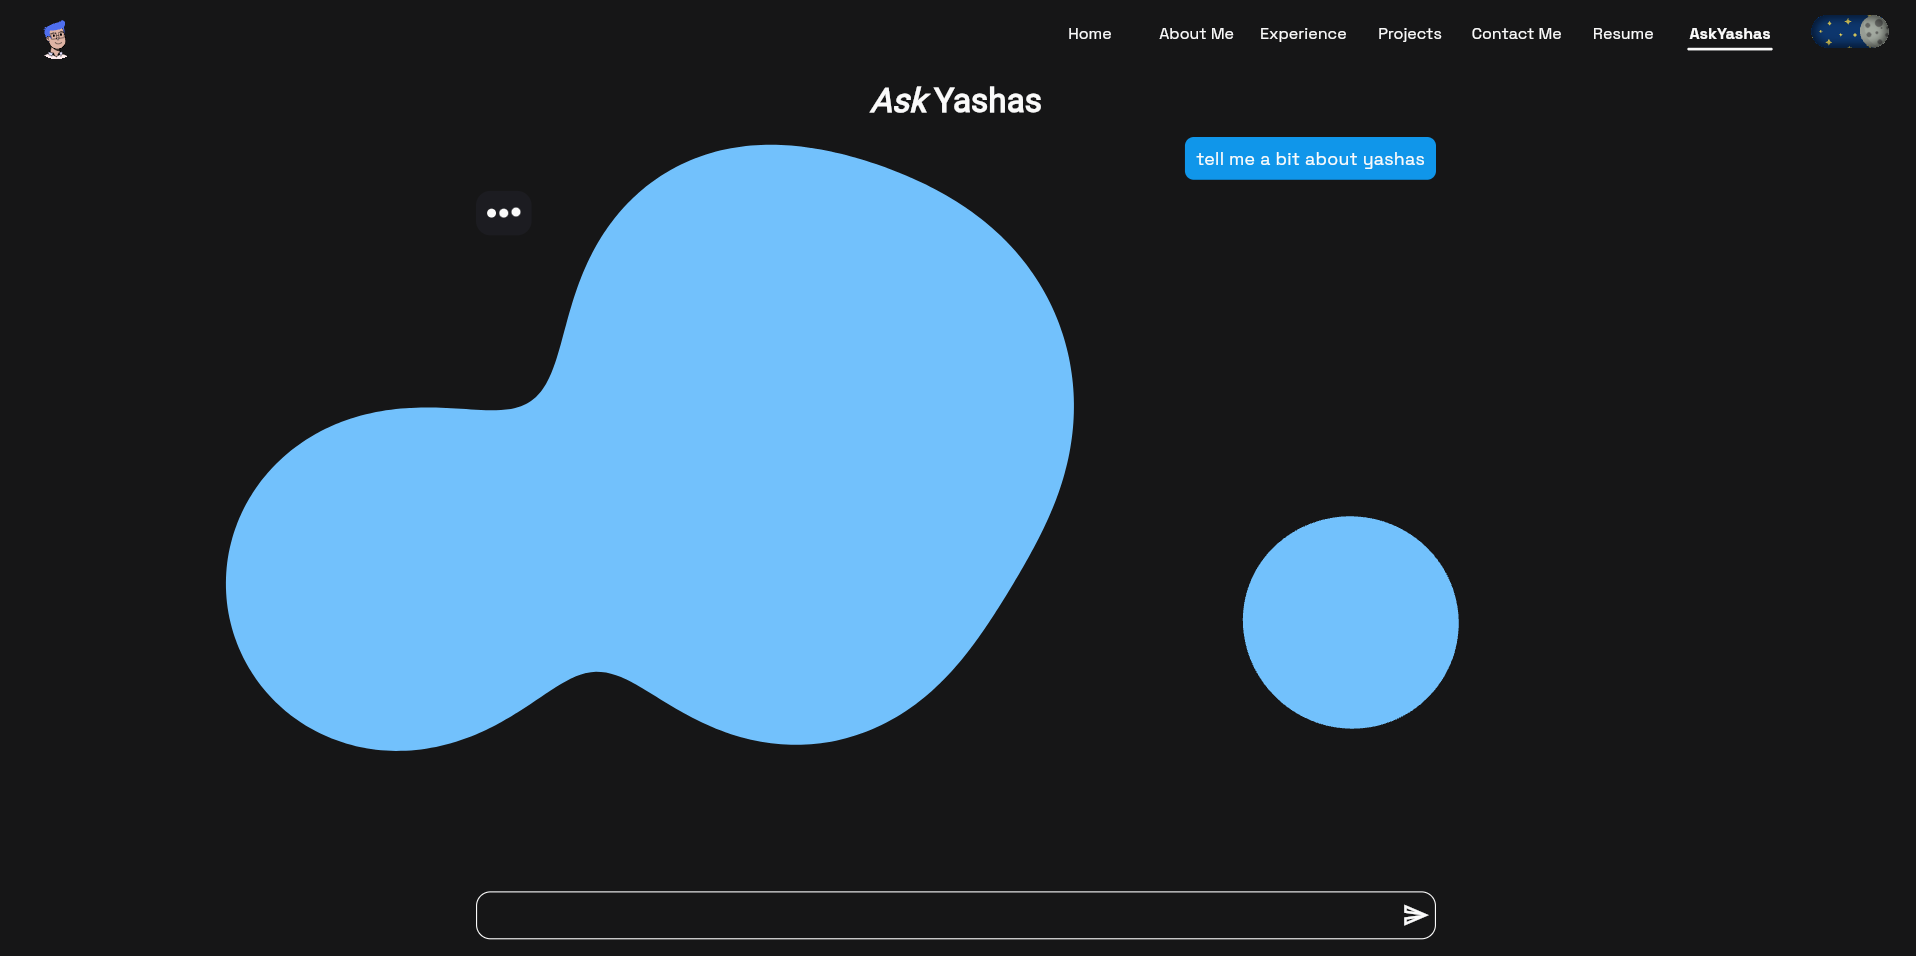 Home About Me Experience Projects Contact Me Resume AskYashas
Ask Yashas
tell me a bit about yashas